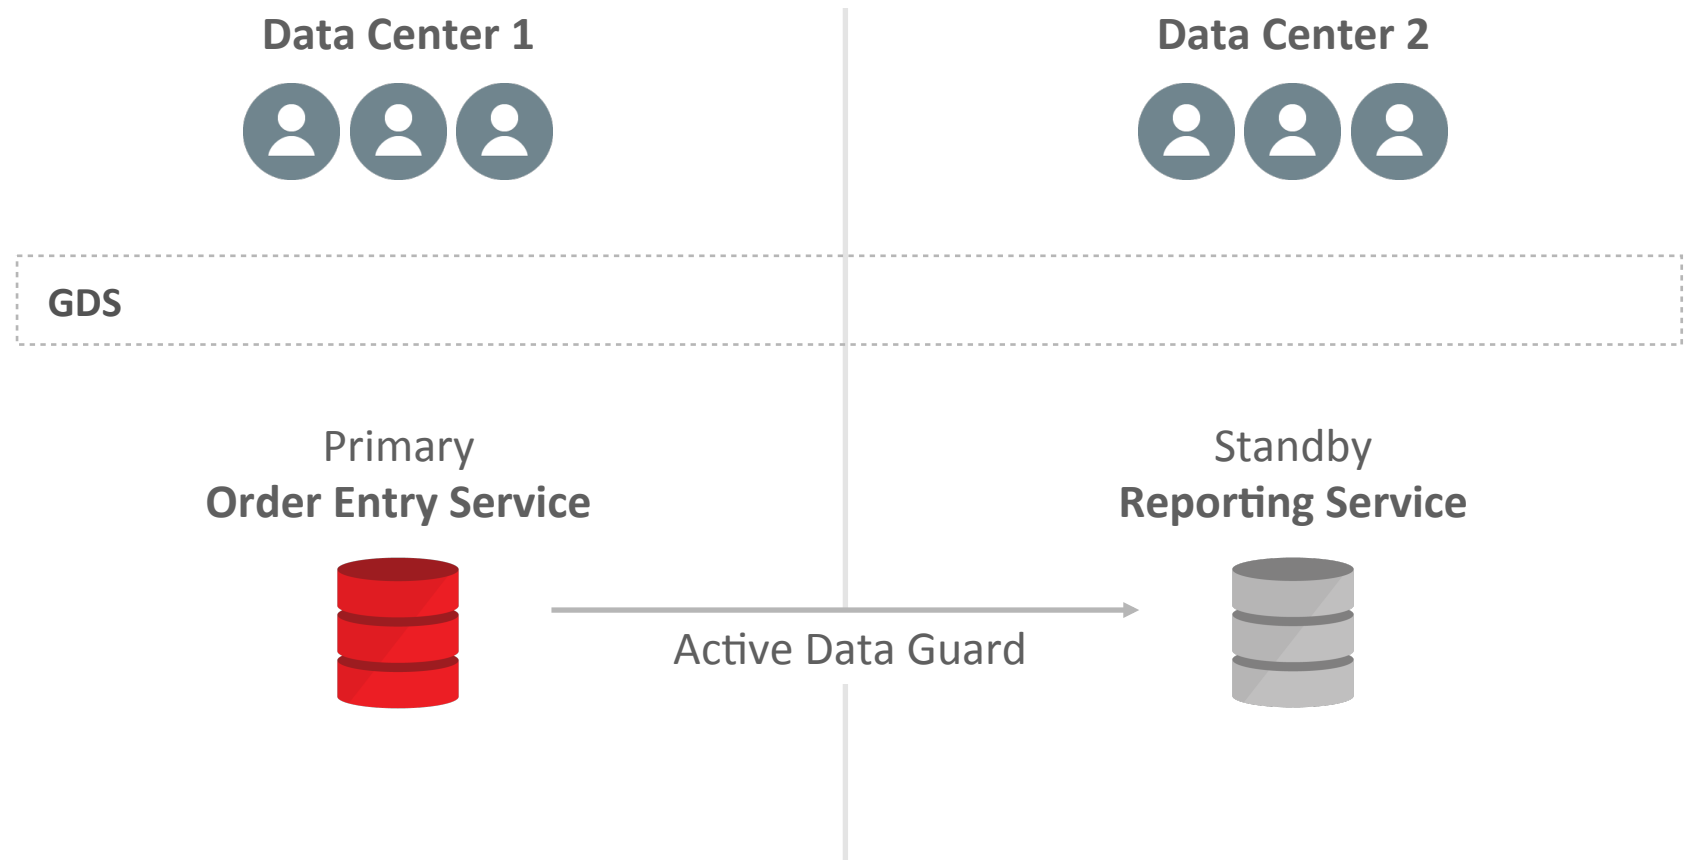 Data Center 1
Data Center 2
GDS
Primary
Order Entry Service
Standby
Reporting Service
Active Data Guard